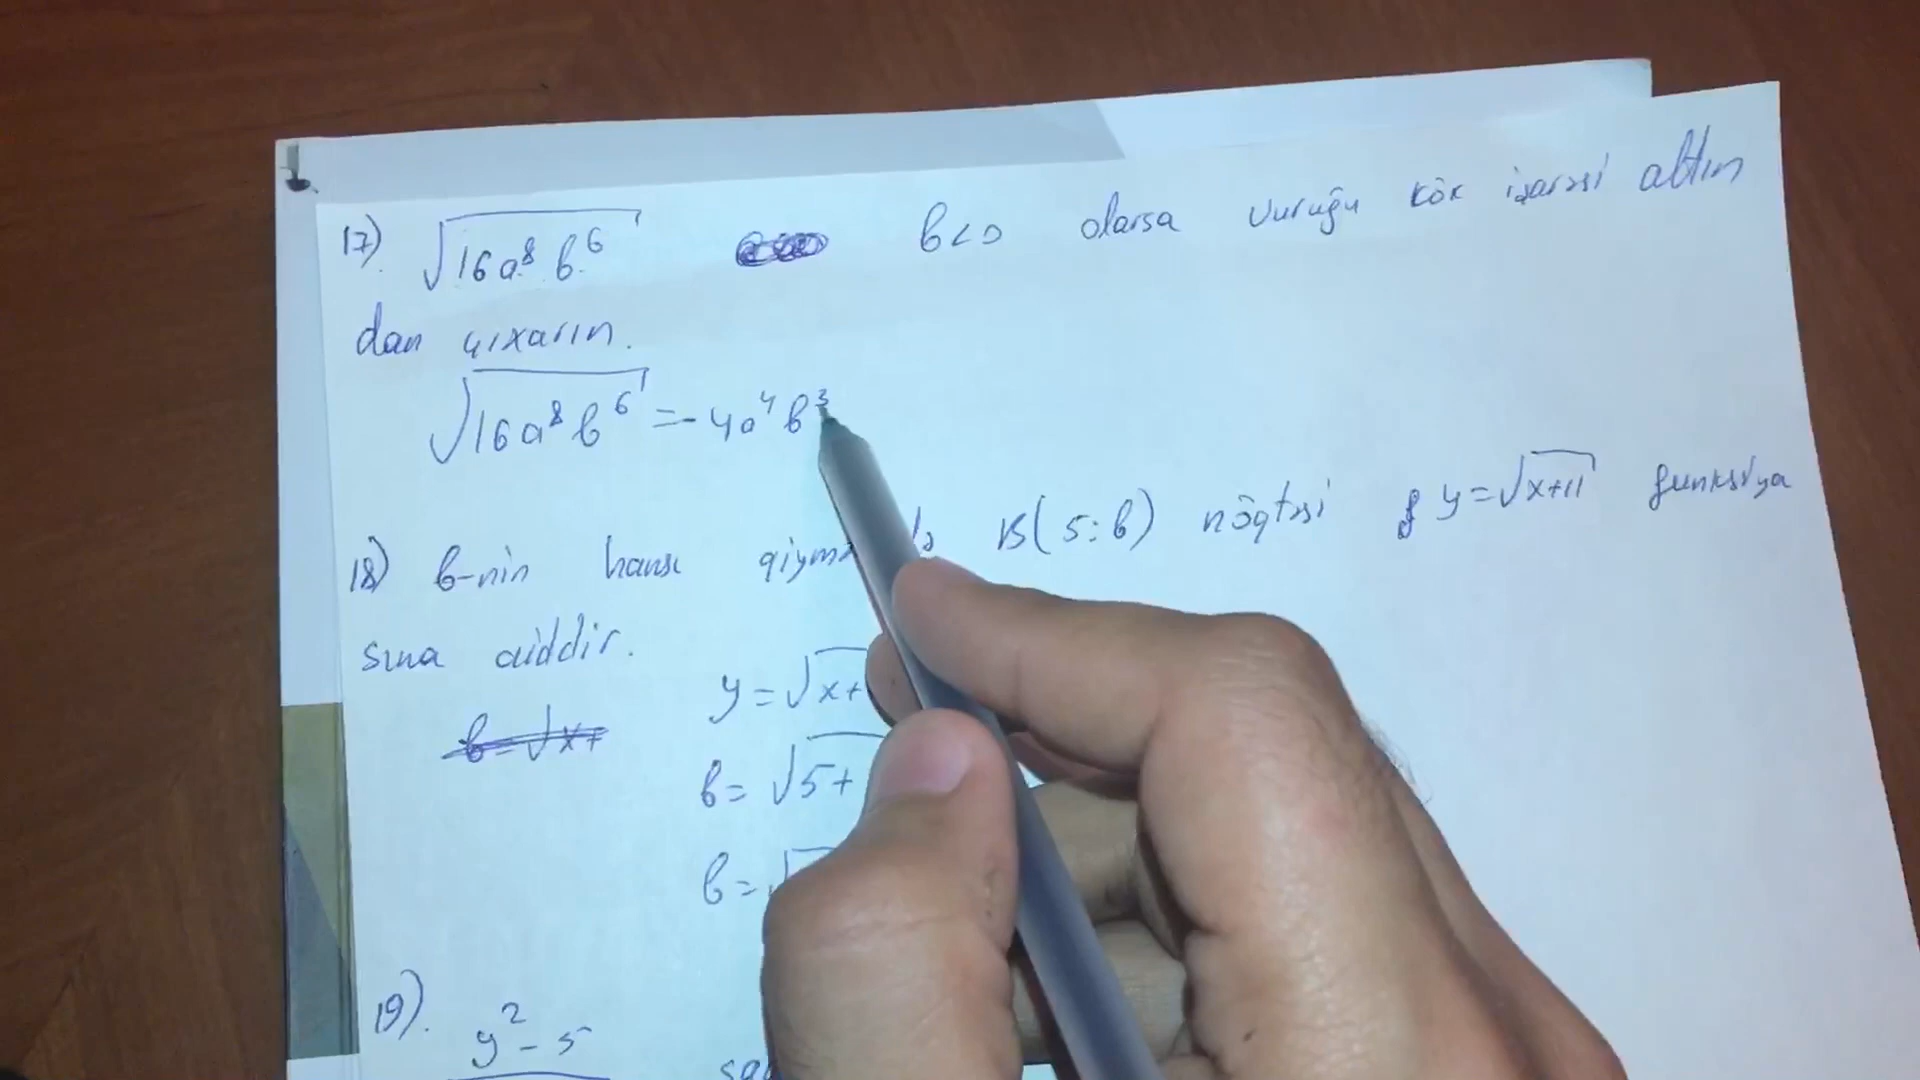 17) √16a⁸b⁶ b<0 olarsa vuruğu kök işarəsi altın
dan çıxarın.
√16a⁸b⁶ = -4a⁴b³
18) b-nin hansı B(5;b) nöqtəsi y=√x+11 funksiya
sına aiddir.
y=√x+
b=√x+
b=√5+
b=√
19). y²-5